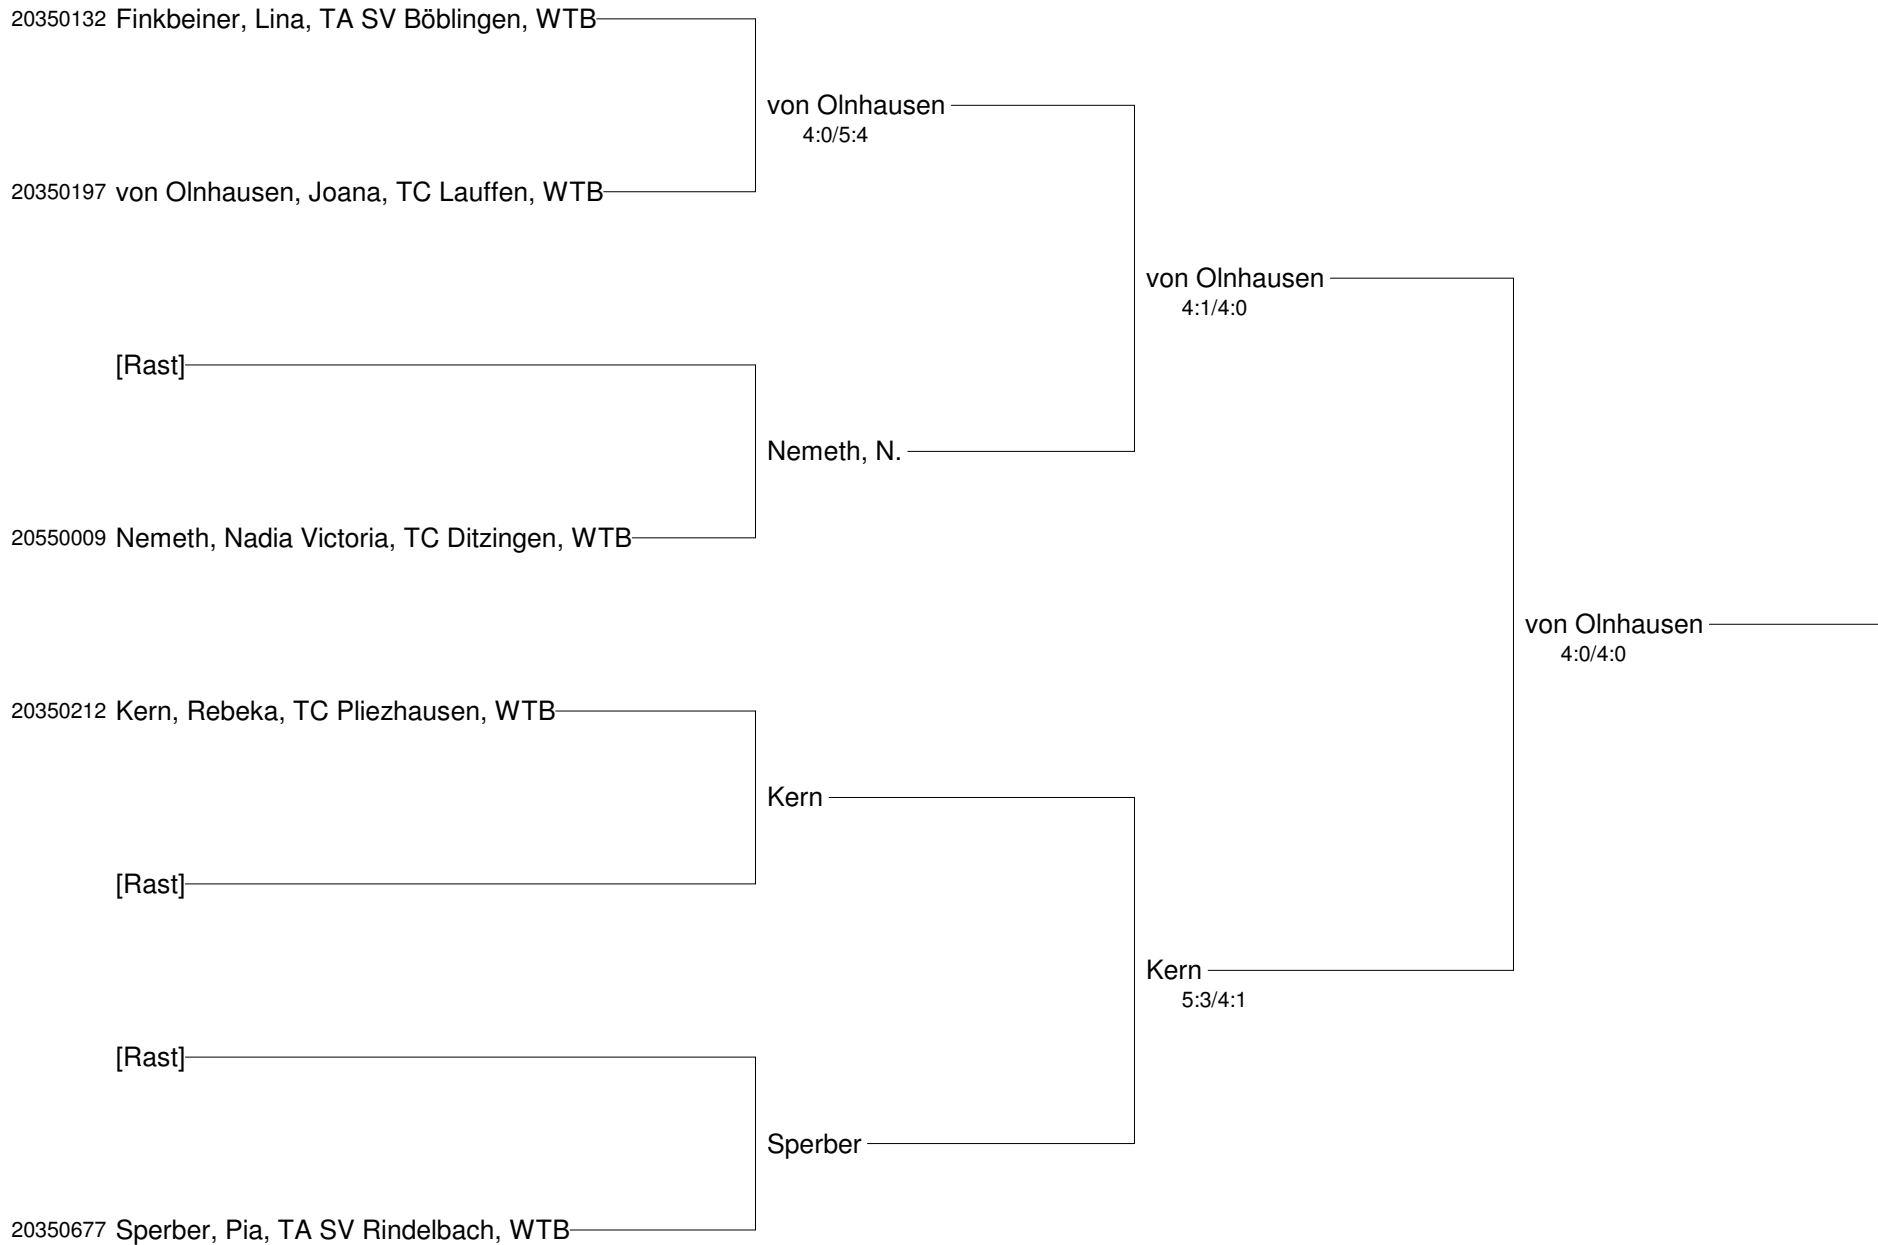 20350132 Finkbeiner, Lina, TA SV Böblingen, WTB
von Olnhausen
4:0/5:4
20350197 von Olnhausen, Joana, TC Lauffen, WTB
von Olnhausen
4:1/4:0
[Rast]
Nemeth, N.
20550009 Nemeth, Nadia Victoria, TC Ditzingen, WTB
von Olnhausen
4:0/4:0
20350212 Kern, Rebeka, TC Pliezhausen, WTB
Kern
[Rast]
Kern
5:3/4:1
[Rast]
Sperber
20350677 Sperber, Pia, TA SV Rindelbach, WTB